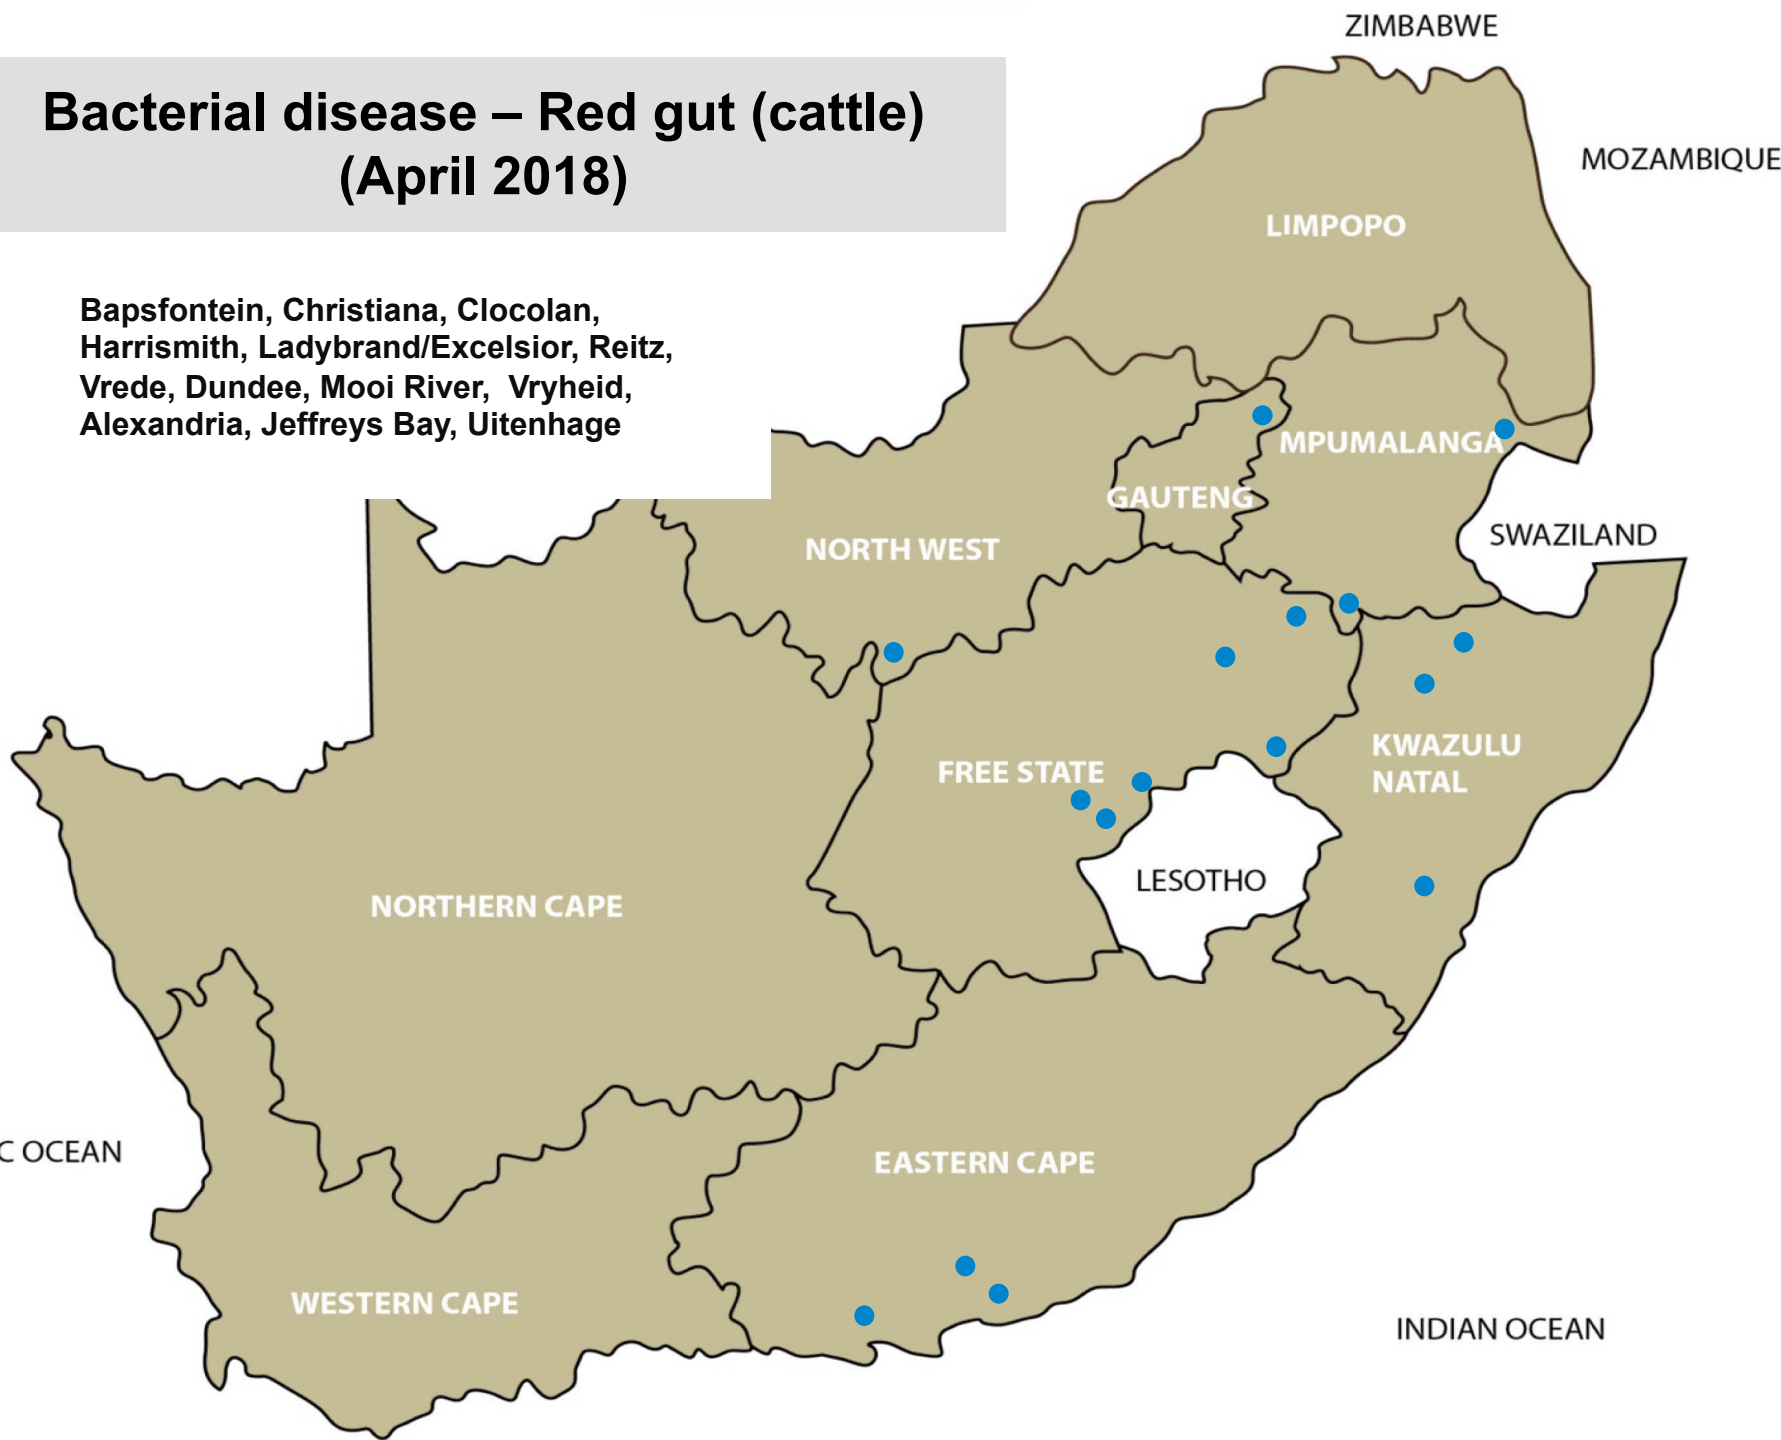 ZIMBABWE
Bacterial disease – Red gut (cattle)
(April 2018)
MOZAMBIQUE
LIMPOPO
Bapsfontein, Christiana, Clocolan,
Harrismith, Ladybrand/Excelsior, Reitz,
Vrede, Dundee, Mooi River, Vryheid,
Alexandria, Jeffreys Bay, Uitenhage
MPUMALANGA
GAUTENG
NORTH WEST
SWAZILAND
KWAZULU
NATAL
FREE STATE
LESOTHO
NORTHERN CAPE
C OCEAN
EASTERN CAPE
WESTERN CAPE
INDIAN OCEAN